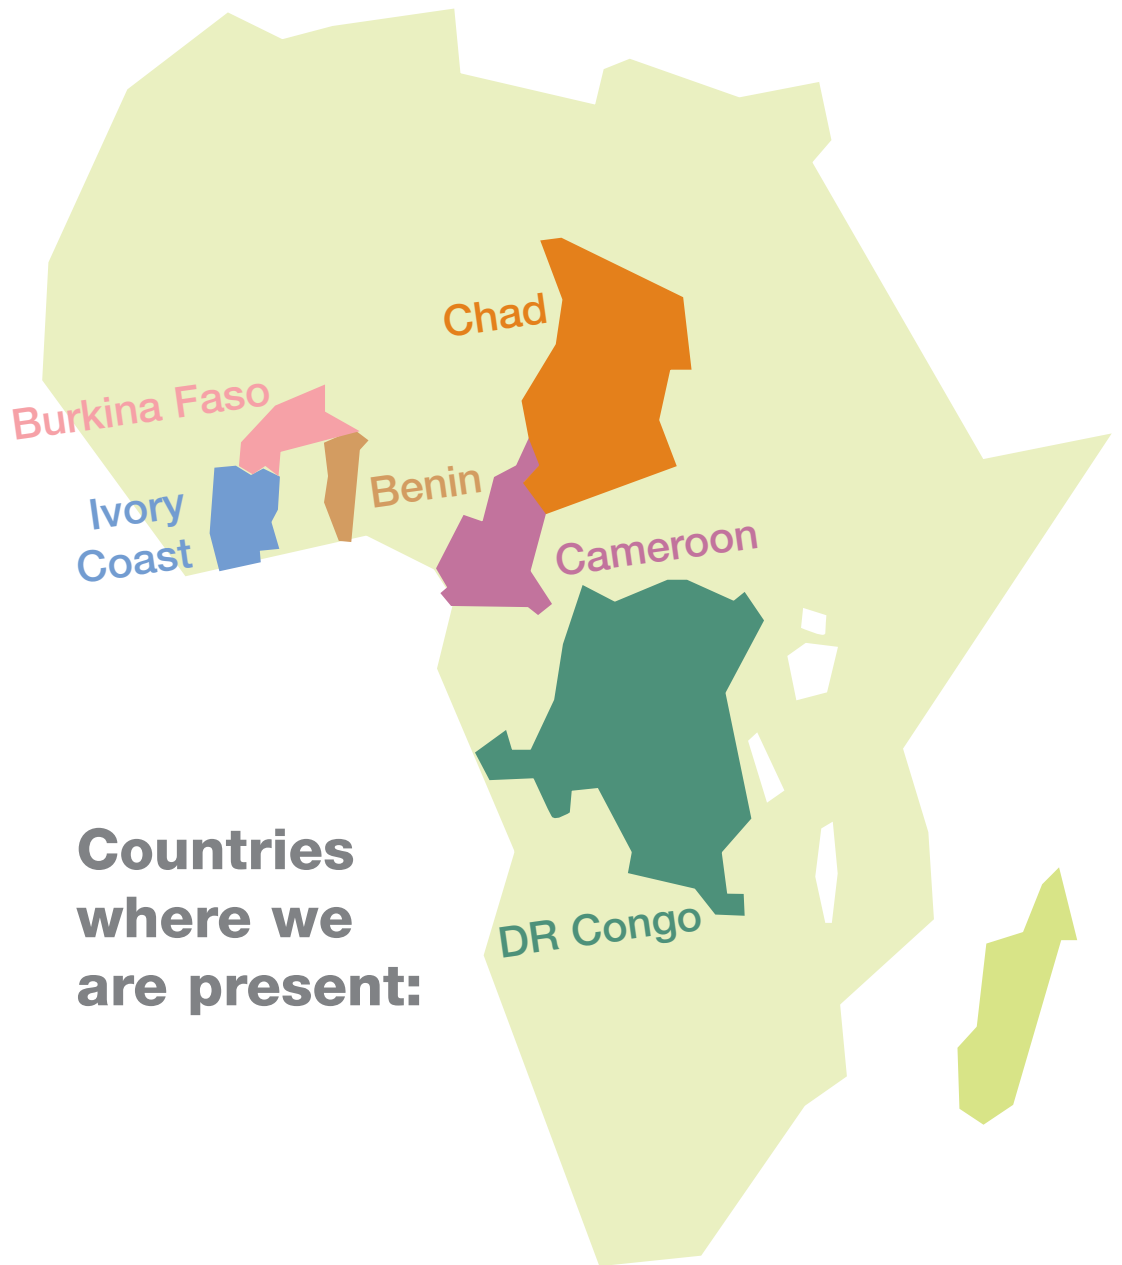 Chad
Burkina Faso
Benin
Ivory
Coast
Cameroon
DR Congo
Countries
where we
are present: